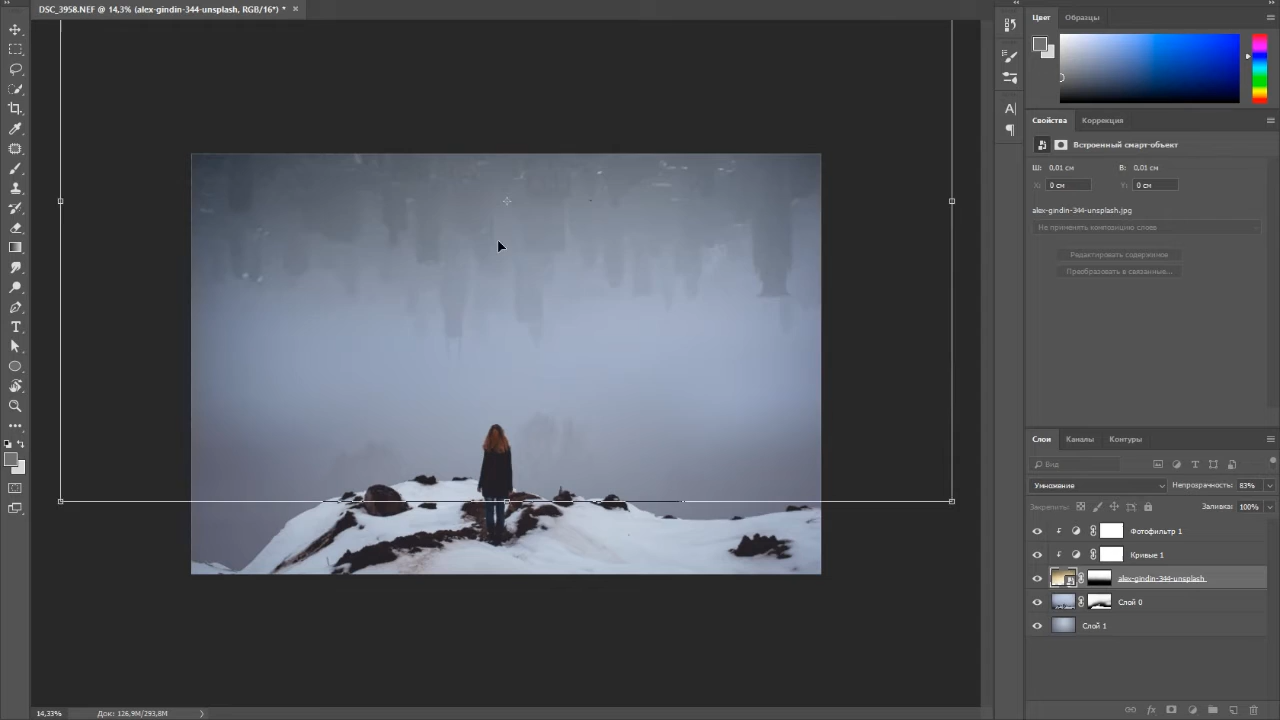 DSC_3958.NEF @ 14,3% (alex-gindin-344-unsplash, RGB/16*) *
Цвет
Образцы
Свойства
Коррекция
Встроенный смарт-объект
Ш: 0,01 см
В: 0,01 см
X: 0 см
Y: 0 см
alex-gindin-344-unsplash.jpg
Не применять композицию слоев
Редактировать содержимое
Преобразовать в связанные...
Слои
Каналы
Контуры
Вид
Умножение
Непрозрачность: 83%
Закрепить:
Заливка: 100%
Фотофильтр 1
Кривые 1
alex-gindin-344-unsplash
Слой 0
Слой 1
14,33%
Док: 126,9M/293,8M